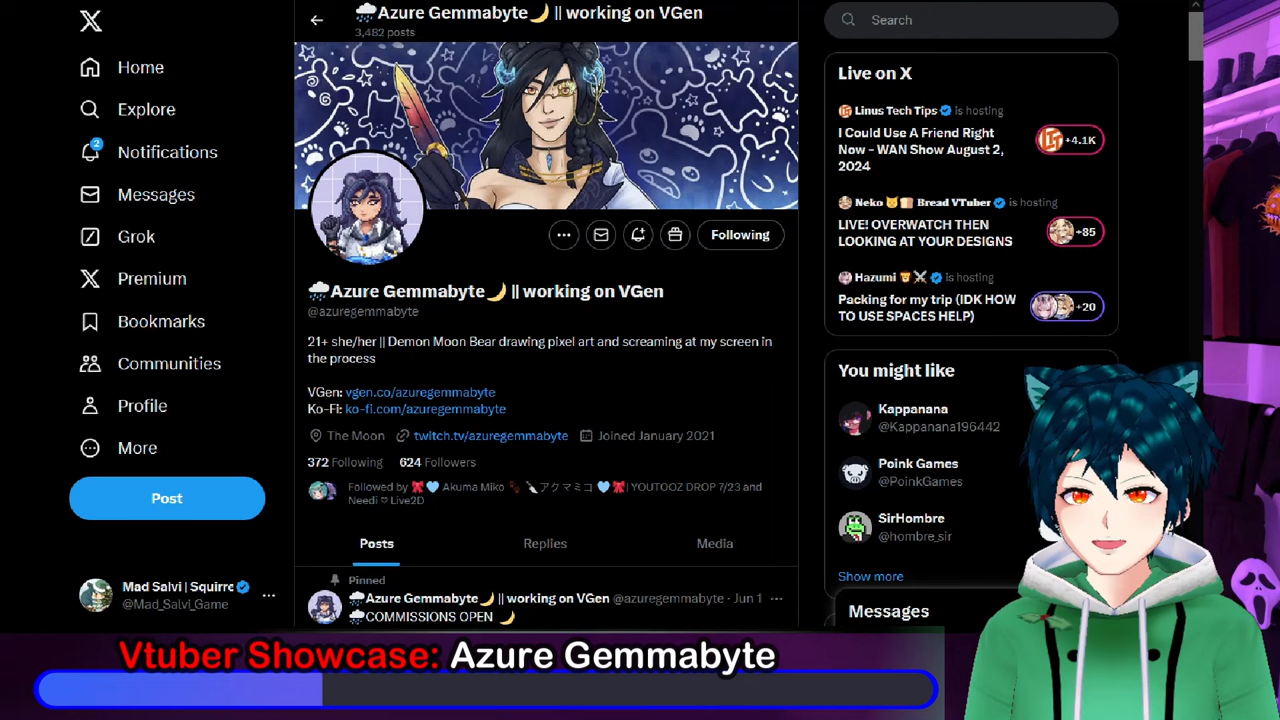 Home
Explore
2
Notifications
Messages
Grok
Premium
Bookmarks
Communities
Profile
More
Post
Mad Salvi | Squirre
@Mad_Salvi_Game
🌧️Azure Gemmabyte🌙 || working on VGen
3,482 posts
Following
🌧️Azure Gemmabyte🌙 || working on VGen
@azuregemmabyte
21+ she/her || Demon Moon Bear drawing pixel art and screaming at my screen in
the process
VGen: vgen.co/azuregemmabyte
Ko-Fi: ko-fi.com/azuregemmabyte
The Moon twitch.tv/azuregemmabyte Joined January 2021
372 Following 624 Followers
Followed by 🎀🩵 Akuma Miko アクマミコ 🩵🎀| YOUTOOZ DROP 7/23 and
Needi ♡ Live2D
Posts Replies Media
Pinned
🌧️Azure Gemmabyte🌙 || working on VGen @azuregemmabyte · Jun 1
🌧️COMMISSIONS OPEN 🌙
Search
Live on X
Linus Tech Tips is hosting
I Could Use A Friend Right
Now - WAN Show August 2,
2024
+4.1K
Neko 🐱🍞 Bread VTuber is hosting
LIVE! OVERWATCH THEN
LOOKING AT YOUR DESIGNS
+85
Hazumi 🦁⚔️ is hosting
Packing for my trip (IDK HOW
TO USE SPACES HELP)
+20
You might like
Kappanana
@Kappanana196442
Poink Games
@PoinkGames
SirHombre
@hombre_sir
Show more
Messages
Vtuber Showcase: Azure Gemmabyte